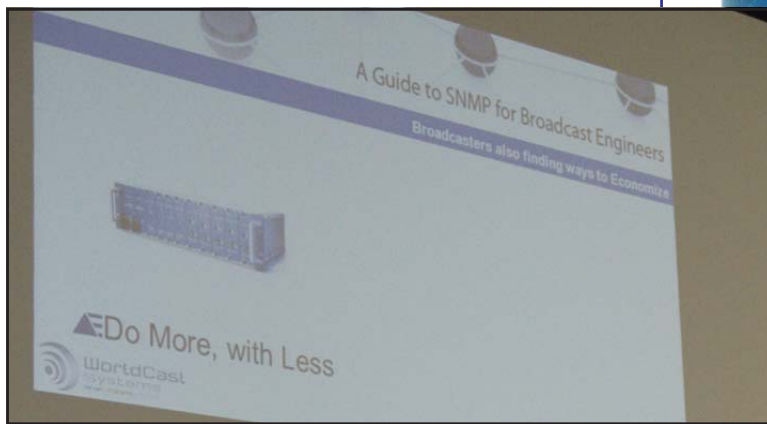 A Guide to SNMP for Broadcast Engineers
Broadcasters also finding ways to Economize
Do More, with Less
WorldCast
Systems